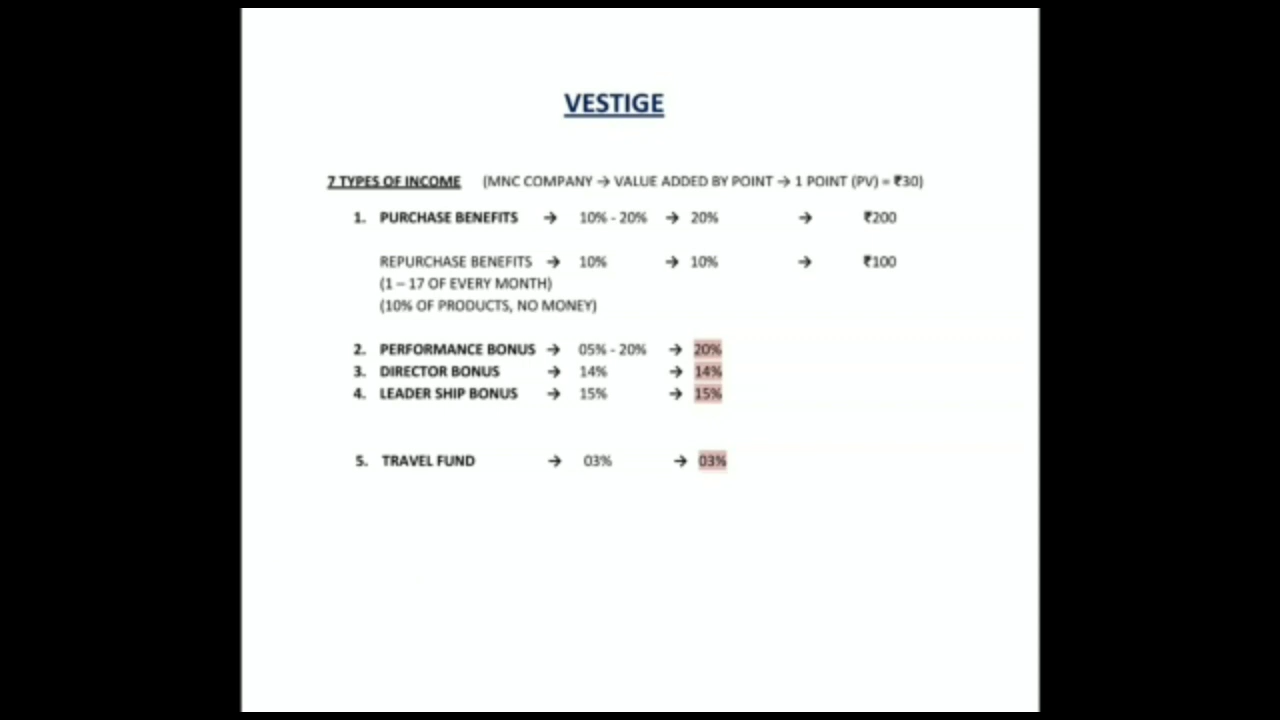 VESTIGE
7 TYPES OF INCOME (MNC COMPANY → VALUE ADDED BY POINT → 1 POINT (PV) = ₹30)
1. PURCHASE BENEFITS → 10% - 20% → 20% → ₹200
REPURCHASE BENEFITS → 10% → 10% → ₹100
(1 – 17 OF EVERY MONTH)
(10% OF PRODUCTS, NO MONEY)
2. PERFORMANCE BONUS → 05% - 20% → 20%
3. DIRECTOR BONUS → 14% → 14%
4. LEADER SHIP BONUS → 15% → 15%
5. TRAVEL FUND → 03% → 03%